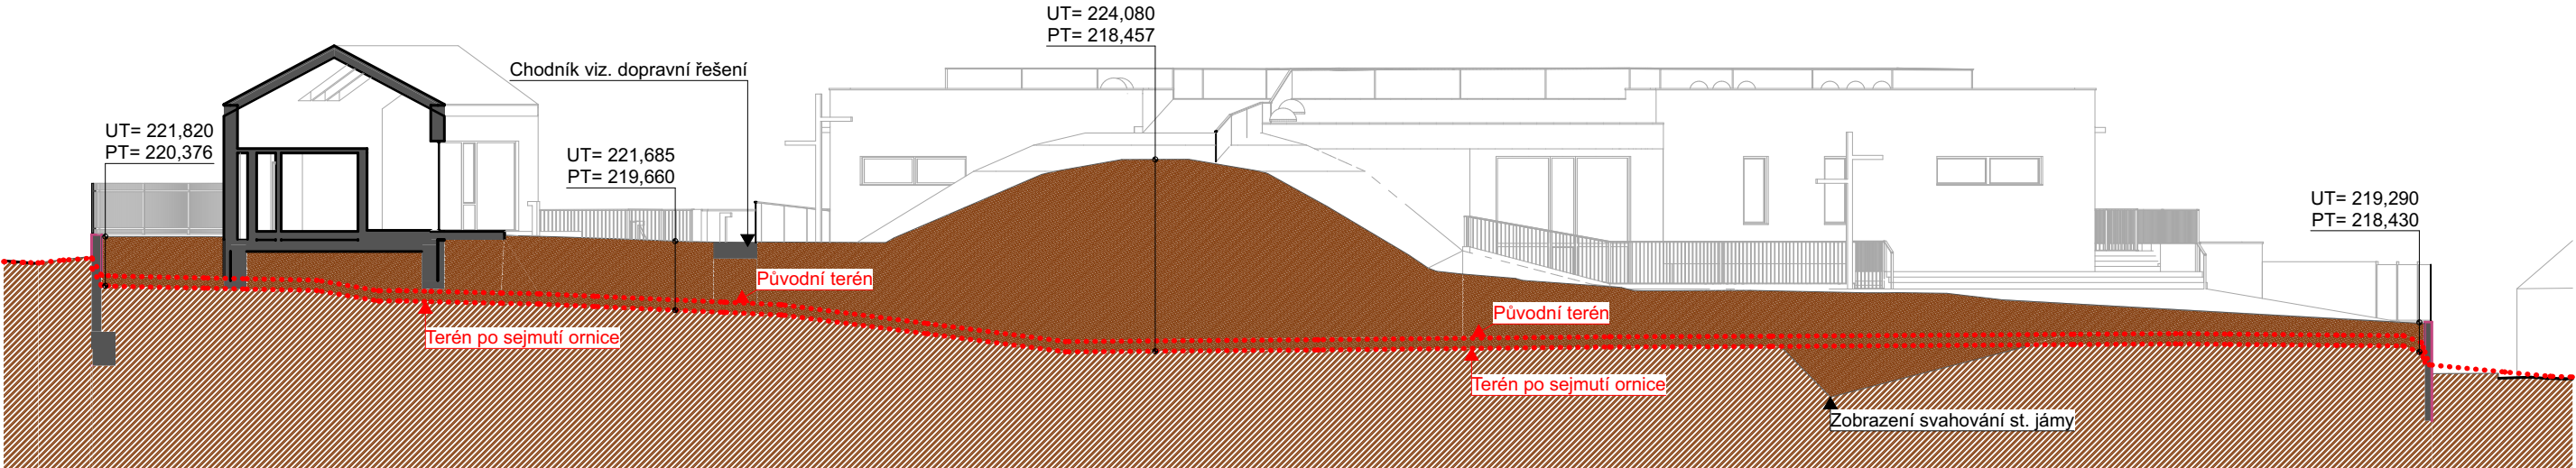 UT= 224,080
PT= 218,457
Chodník viz. dopravní řešení
UT= 221,820
PT= 220,376
UT= 221,685
PT= 219,660
UT= 219,290
PT= 218,430
Původní terén
Terén po sejmutí ornice
Původní terén
Terén po sejmutí ornice
Zobrazení svahování st. jámy